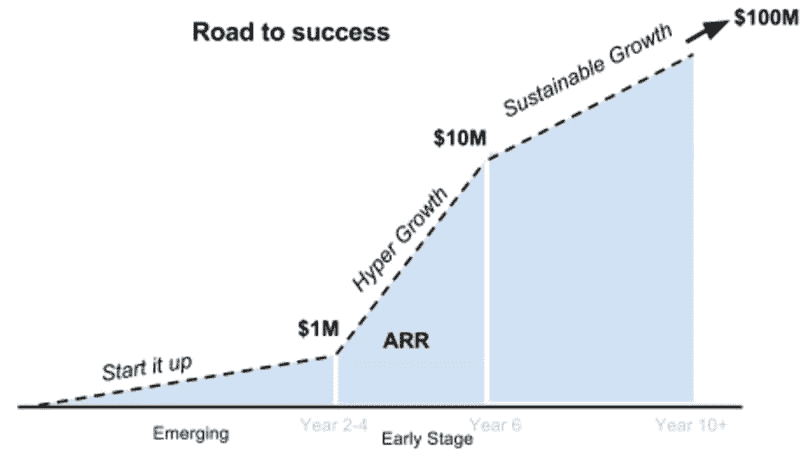 Road to success
$100M
Sustainable Growth
$10M
Hyper Growth
$1M
ARR
Start it up
Emerging
Year 2-4
Early Stage
Year 6
Year 10+